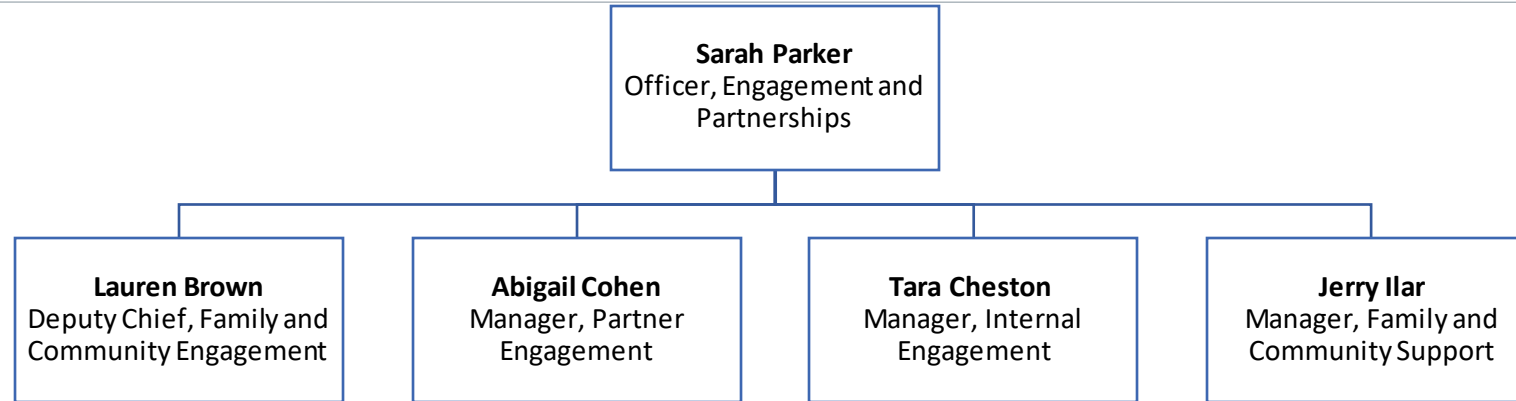 Sarah Parker
Officer, Engagement and
Partnerships
Lauren Brown
Deputy Chief, Family and
Community Engagement
Abigail Cohen
Manager, Partner
Engagement
Tara Cheston
Manager, Internal
Engagement
Jerry Ilar
Manager, Family and
Community Support